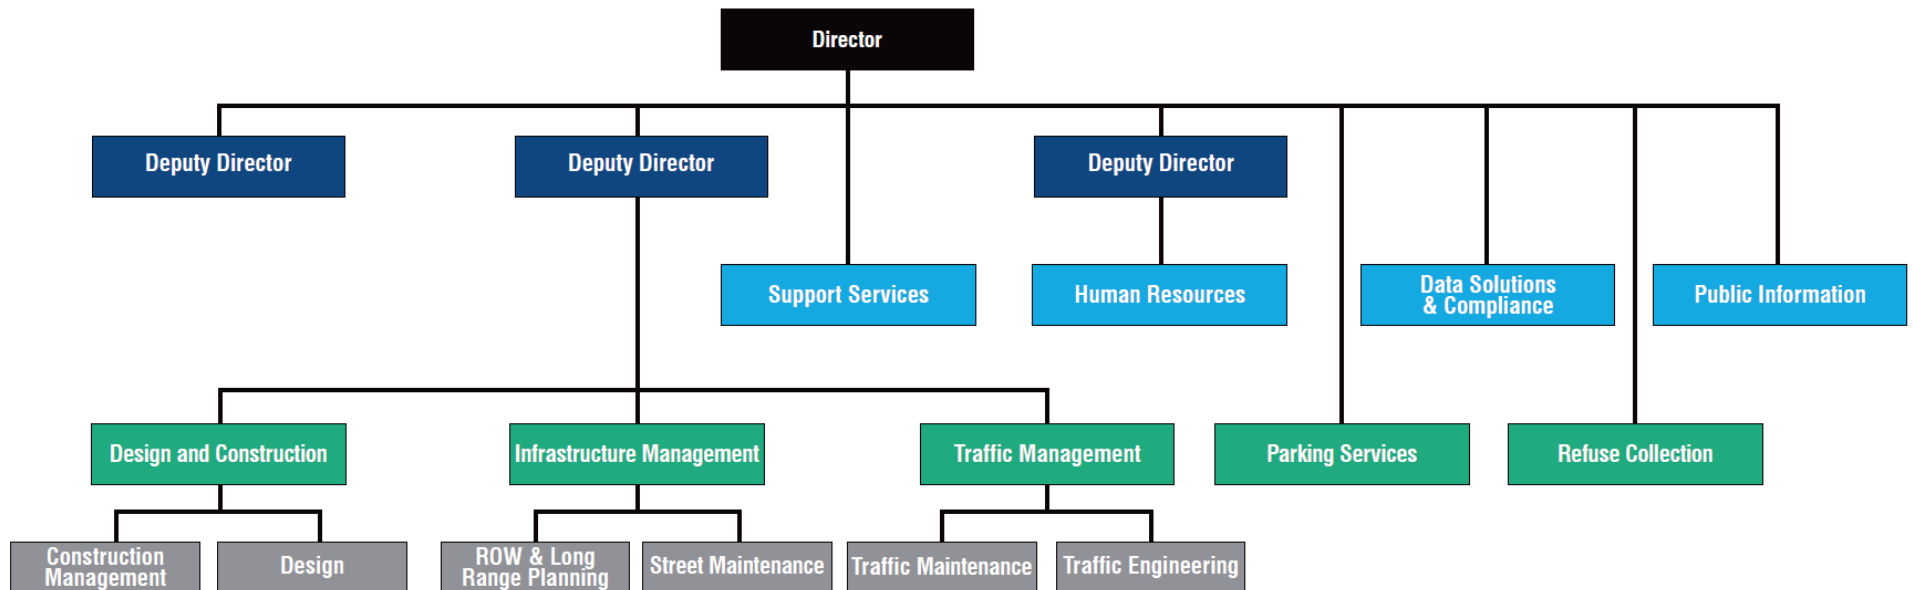 Director
Deputy Director
Deputy Director
Deputy Director
Support Services
Human Resources
Data Solutions
& Compliance
Public Information
Design and Construction
Infrastructure Management
Traffic Management
Parking Services
Refuse Collection
Construction
Management
Design
ROW & Long
Range Planning
Street Maintenance
Traffic Maintenance
Traffic Engineering